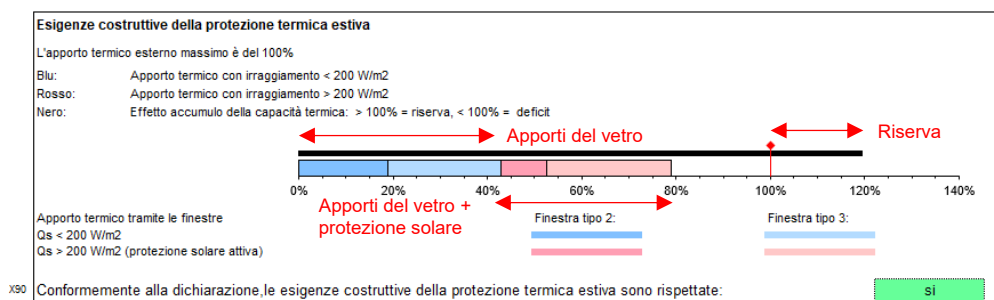 Esigenze costruttive della protezione termica estiva
L'apporto termico esterno massimo è del 100%
Blu: Apporto termico con irraggiamento < 200 W/m2
Rosso: Apporto termico con irraggiamento > 200 W/m2
Nero: Effetto accumulo della capacità termica: > 100% = riserva, < 100% = deficit
Apporti del vetro Riserva
0% 20% 40% 60% 80% 100% 120% 140%
Apporti del vetro +
protezione solare
Apporto termico tramite le finestre Finestra tipo 2: Finestra tipo 3:
Qs < 200 W/m2
Qs > 200 W/m2 (protezione solare attiva)
X90 Conformemente alla dichiarazione,le esigenze costruttive della protezione termica estiva sono rispettate: si